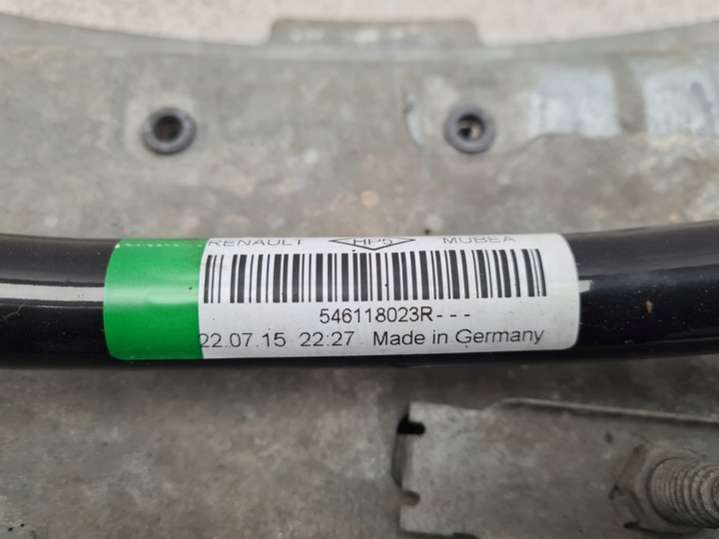 RENAULT HP5 MUBEA
546118023R---
22.07.15 22:27 Made in Germany